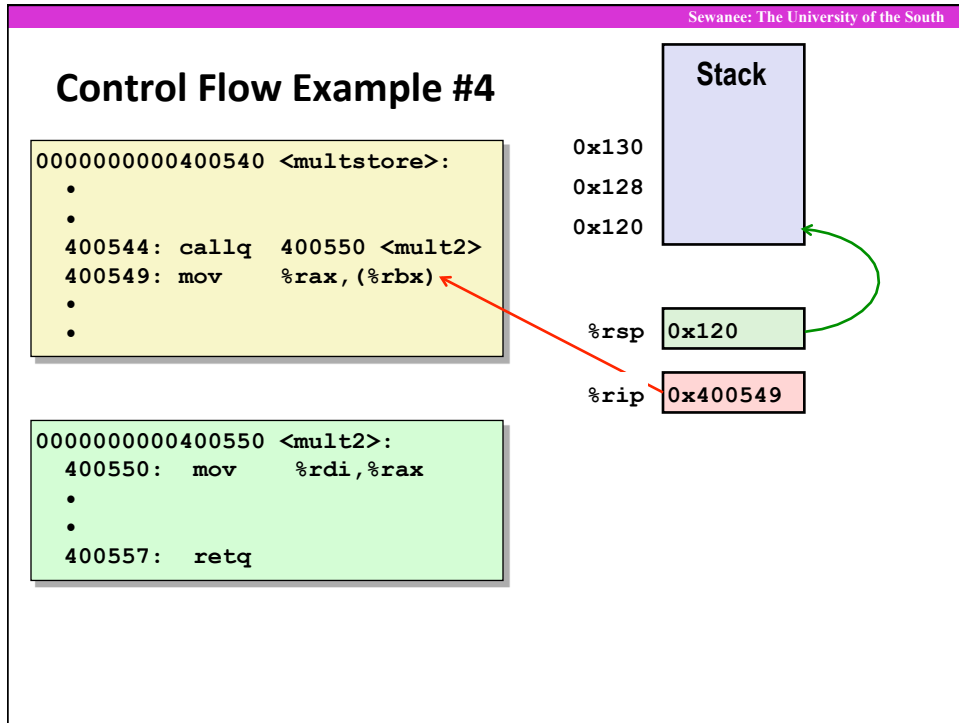 Sewanee: The University of the South
Control Flow Example #4
0000000000400540 <multstore>:
•
•
400544: callq 400550 <mult2>
400549: mov %rax,(%rbx)
•
•
0000000000400550 <mult2>:
400550: mov %rdi,%rax
•
•
400557: retq
Stack
0x130
0x128
0x120
%rsp 0x120
%rip 0x400549